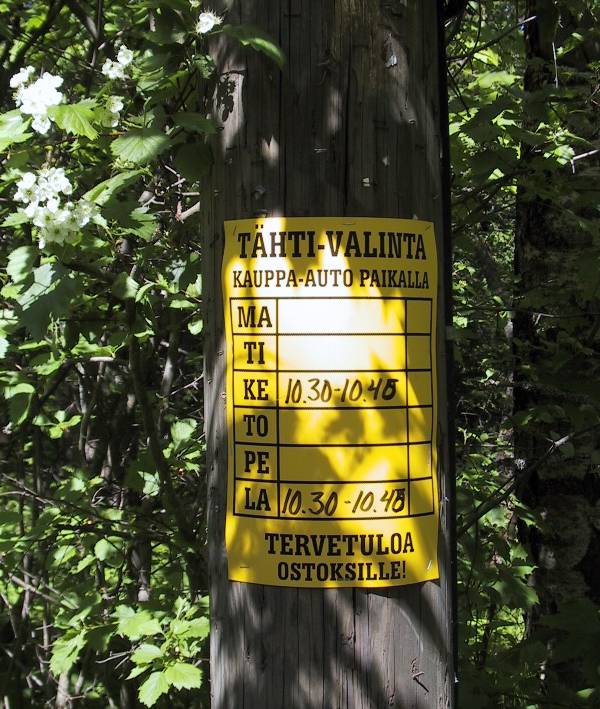 TÄHTI-VALINTA
KAUPPA-AUTO PAIKALLA
MA
TI
KE 10.30-10.45
TO
PE
LA 10.30-10.45
TERVETULOA
OSTOKSILLE!